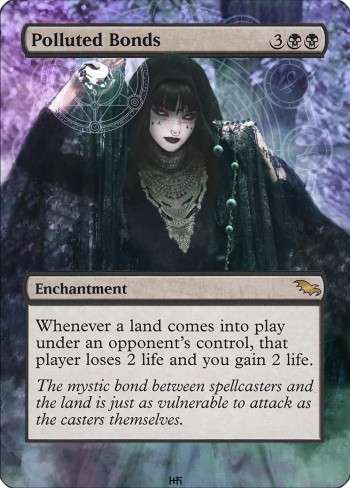 Polluted Bonds 3
Enchantment
Whenever a land comes into play
under an opponent's control, that
player loses 2 life and you gain 2 life.
The mystic bond between spellcasters and
the land is just as vulnerable to attack as
the casters themselves.